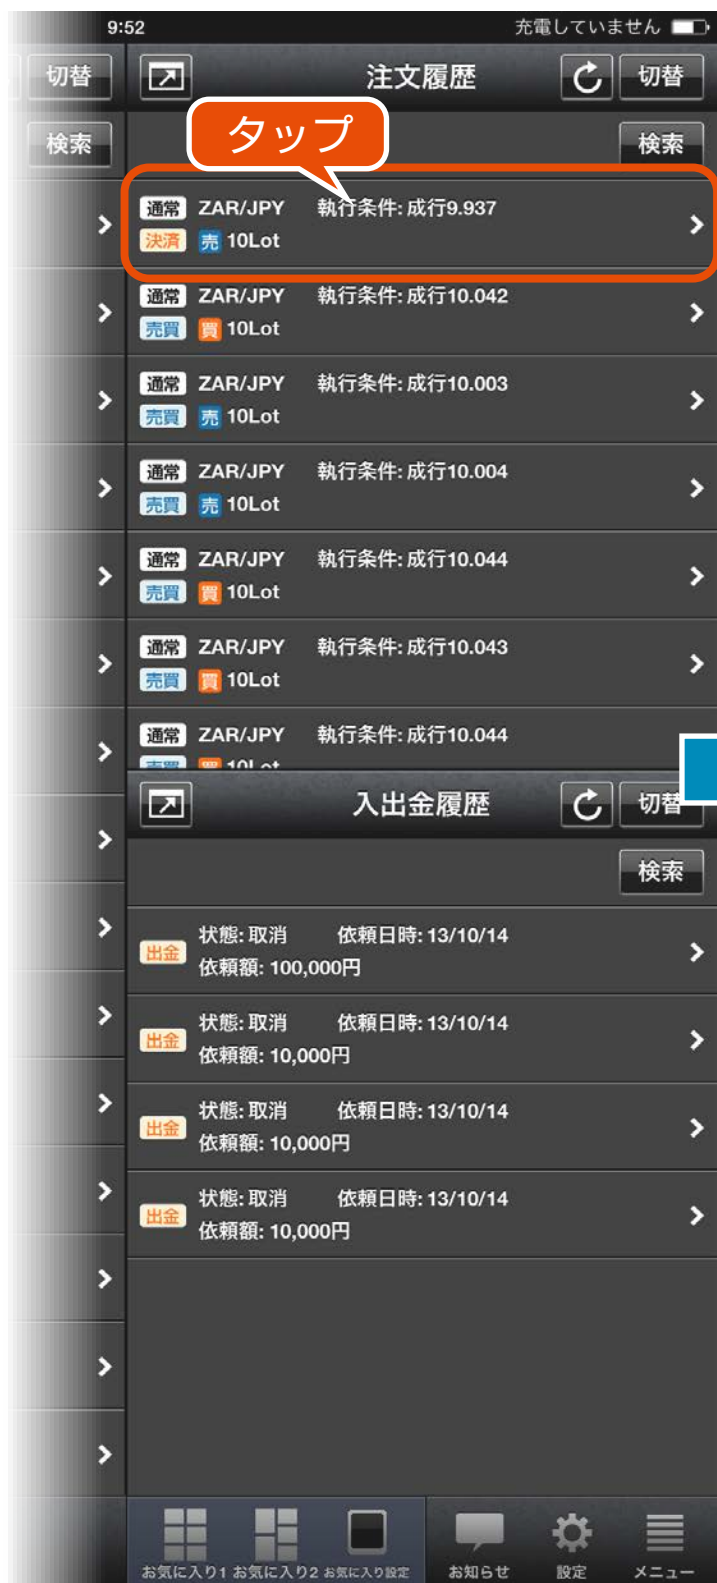 9:52 充電していません
切替 注文履歴 切替
検索 タップ 検索
通常 ZAR/JPY 執行条件: 成行9.937
決済 売 10Lot
通常 ZAR/JPY 執行条件: 成行10.042
売買 買 10Lot
通常 ZAR/JPY 執行条件: 成行10.003
売買 売 10Lot
通常 ZAR/JPY 執行条件: 成行10.004
売買 売 10Lot
通常 ZAR/JPY 執行条件: 成行10.044
売買 買 10Lot
通常 ZAR/JPY 執行条件: 成行10.043
売買 買 10Lot
通常 ZAR/JPY 執行条件: 成行10.044
売買 買 10Lot
入出金履歴 切替
検索
状態: 取消 依頼日時: 13/10/14
出金
依頼額: 100,000円
状態: 取消 依頼日時: 13/10/14
出金
依頼額: 10,000円
状態: 取消 依頼日時: 13/10/14
出金
依頼額: 10,000円
状態: 取消 依頼日時: 13/10/14
出金
依頼額: 10,000円
お気に入り1 お気に入り2 お気に入り設定 お知らせ 設定 メニュー